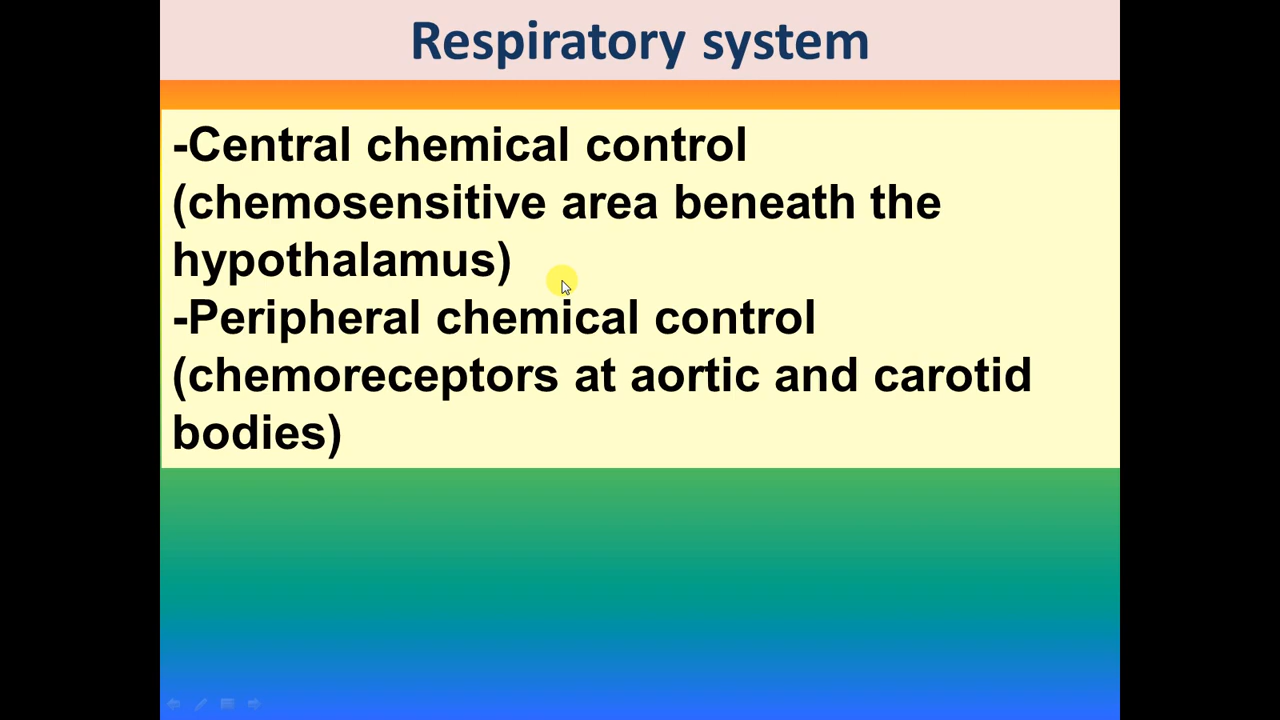 Respiratory system
-Central chemical control
(chemosensitive area beneath the
hypothalamus)
-Peripheral chemical control
(chemoreceptors at aortic and carotid
bodies)